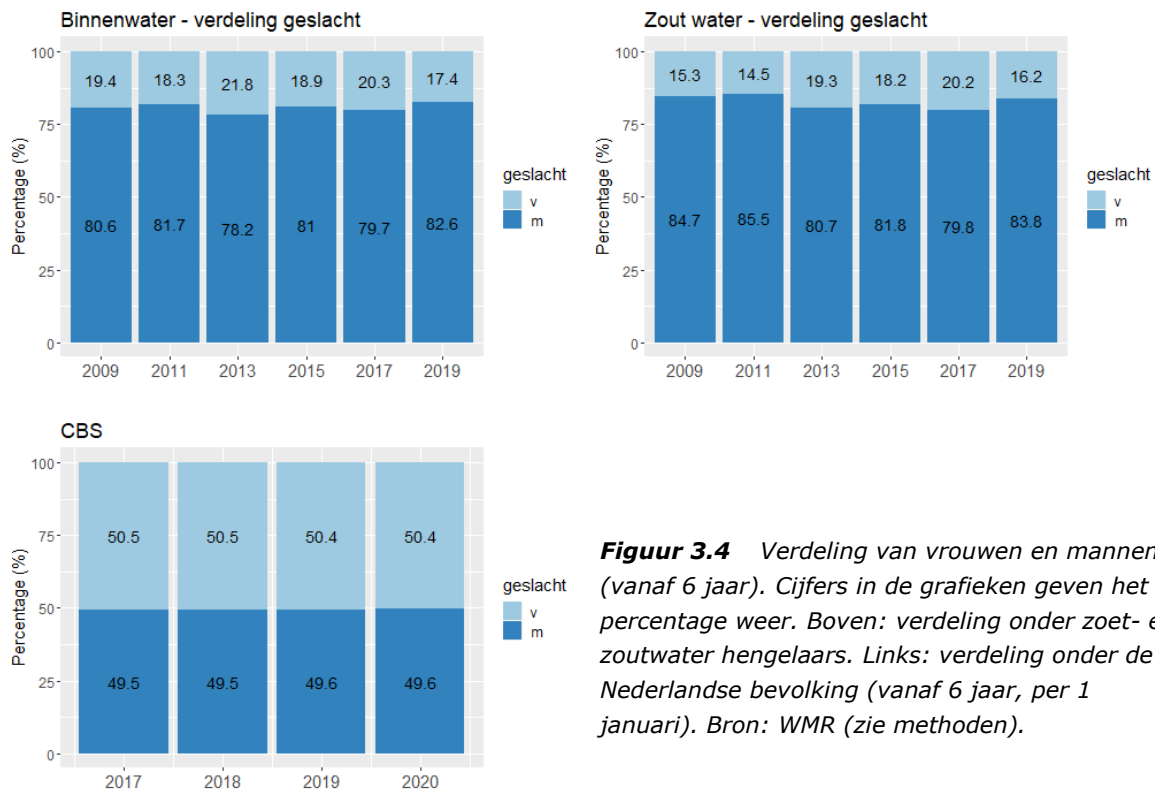 Binnenwater - verdeling geslacht
100
75
50
25
0
Percentage (%)
19.4 18.3 21.8 18.9 20.3 17.4
80.6 81.7 78.2 81 79.7 82.6
2009 2011 2013 2015 2017 2019
geslacht
v
m
Zout water - verdeling geslacht
100
75
50
25
0
Percentage (%)
15.3 14.5 19.3 18.2 20.2 16.2
84.7 85.5 80.7 81.8 79.8 83.8
2009 2011 2013 2015 2017 2019
geslacht
v
m
CBS
100
75
50
25
0
Percentage (%)
50.5 50.5 50.4 50.4
49.5 49.5 49.6 49.6
2017 2018 2019 2020
geslacht
v
m
Figuur 3.4 Verdeling van vrouwen en mannen
(vanaf 6 jaar). Cijfers in de grafieken geven het
percentage weer. Boven: verdeling onder zoet-
zoutwater hengelaars. Links: verdeling onder de
Nederlandse bevolking (vanaf 6 jaar, per 1
januari). Bron: WMR (zie methoden).